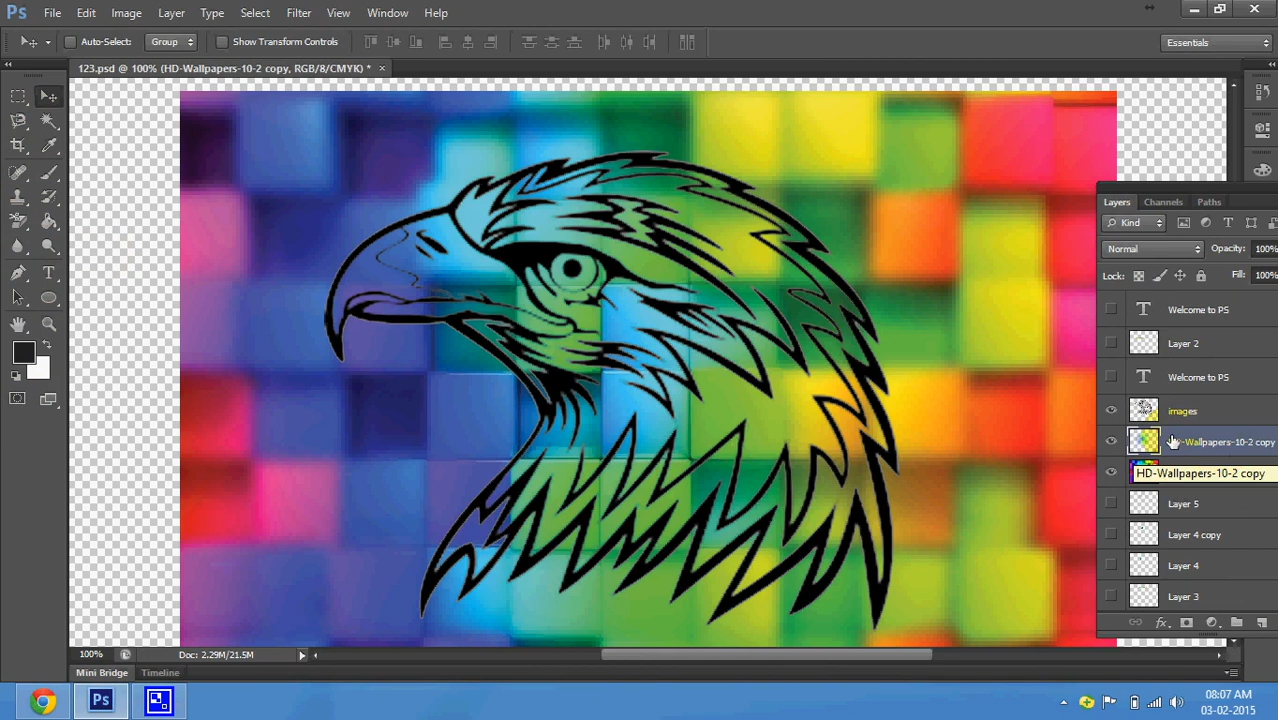 Ps File Edit Image Layer Type Select Filter View Window Help
Auto-Select: Group Show Transform Controls Essentials
123.psd @ 100% (HD-Wallpapers-10-2 copy, RGB/8/CMYK) * ×
Layers Channels Paths
Kind
Normal Opacity: 100%
Lock: Fill: 100%
Welcome to PS
Layer 2
Welcome to PS
images
-Wallpapers-10-2 copy
HD-Wallpapers-10-2 copy
Layer 5
Layer 4 copy
Layer 4
Layer 3
100% Doc: 2.29M/21.5M
Mini Bridge Timeline
Ps
08:07 AM
03-02-2015